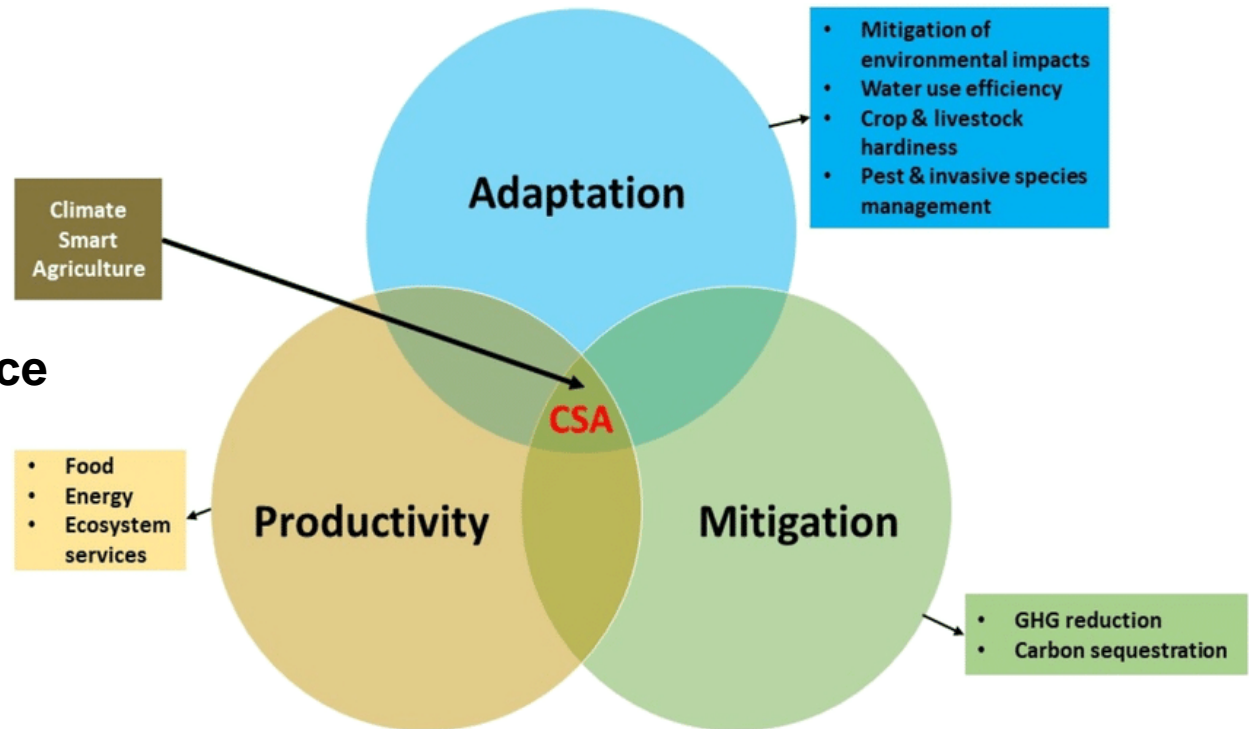 • Mitigation of
environmental impacts
• Water use efficiency
• Crop & livestock
hardiness
• Pest & invasive species
management
Adaptation
Climate
Smart
Agriculture
ce
CSA
• Food
• Energy
• Ecosystem
services
Productivity
Mitigation
• GHG reduction
• Carbon sequestration